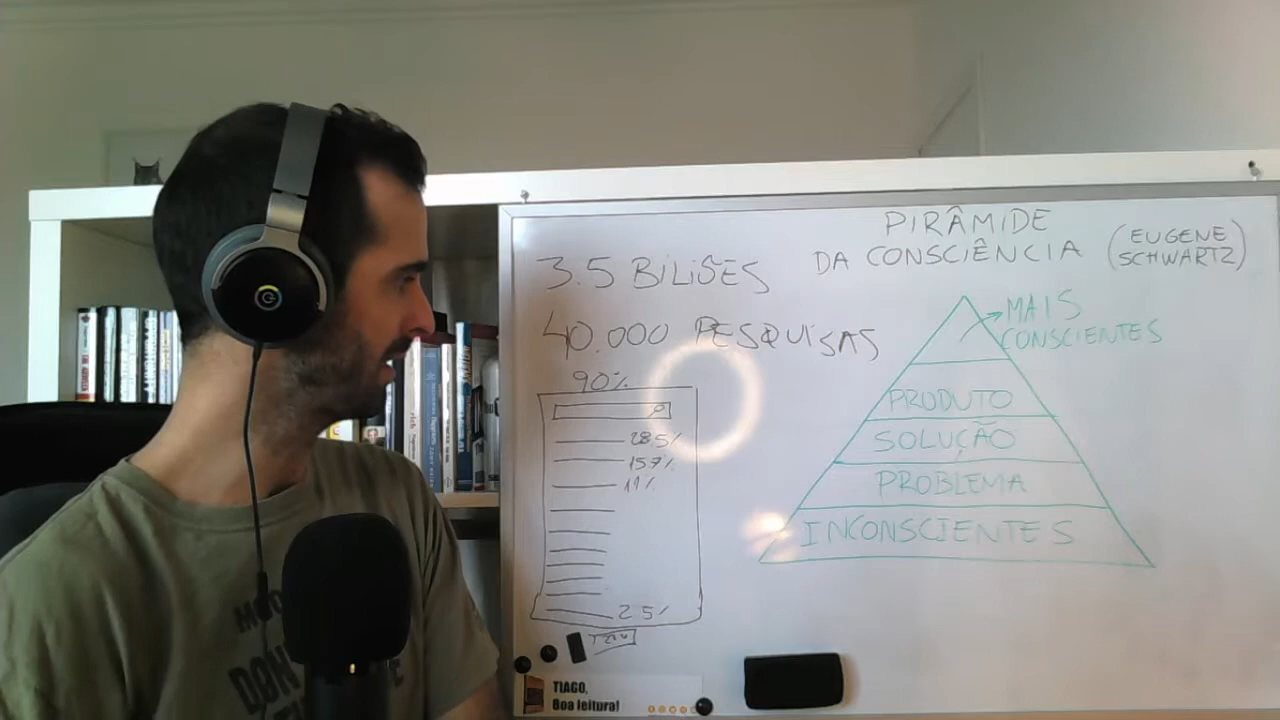 PIRÂMIDE
DA CONSCIÊNCIA
(EUGENE
SCHWARTZ)
3.5 BILIÕES
40.000 PESQUISAS
90%
28.5%
15.7%
11%
2.5%
MAIS
CONSCIENTES
PRODUTO
SOLUÇÃO
PROBLEMA
INCONSCIENTES
TIAGO,
Boa leitura!
DON'T